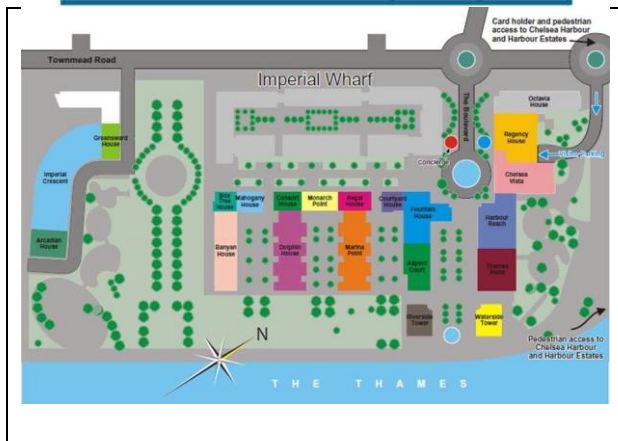 Card holder and pedestrian
access to Chelsea Harbour
and Harbour Estates
Townmead Road
Imperial Wharf
The Boulevard
Octavia
House
Greensward
House
Regency
House
Imperial
Crescent
Concierge
Chelsea
Vista
Box
Tree
House
Mahogany
House
Consort
House
Monarch
Point
Regal
House
Courtyard
House
Fountain
House
Harbour
Reach
Arcadian
House
Banyan
House
Dolphin
House
Marina
Point
Aspect
Court
Thames
Point
Riverside
Tower
Waterside
Tower
N
Pedestrian access to
Chelsea Harbour
and Harbour Estates
THE THAMES